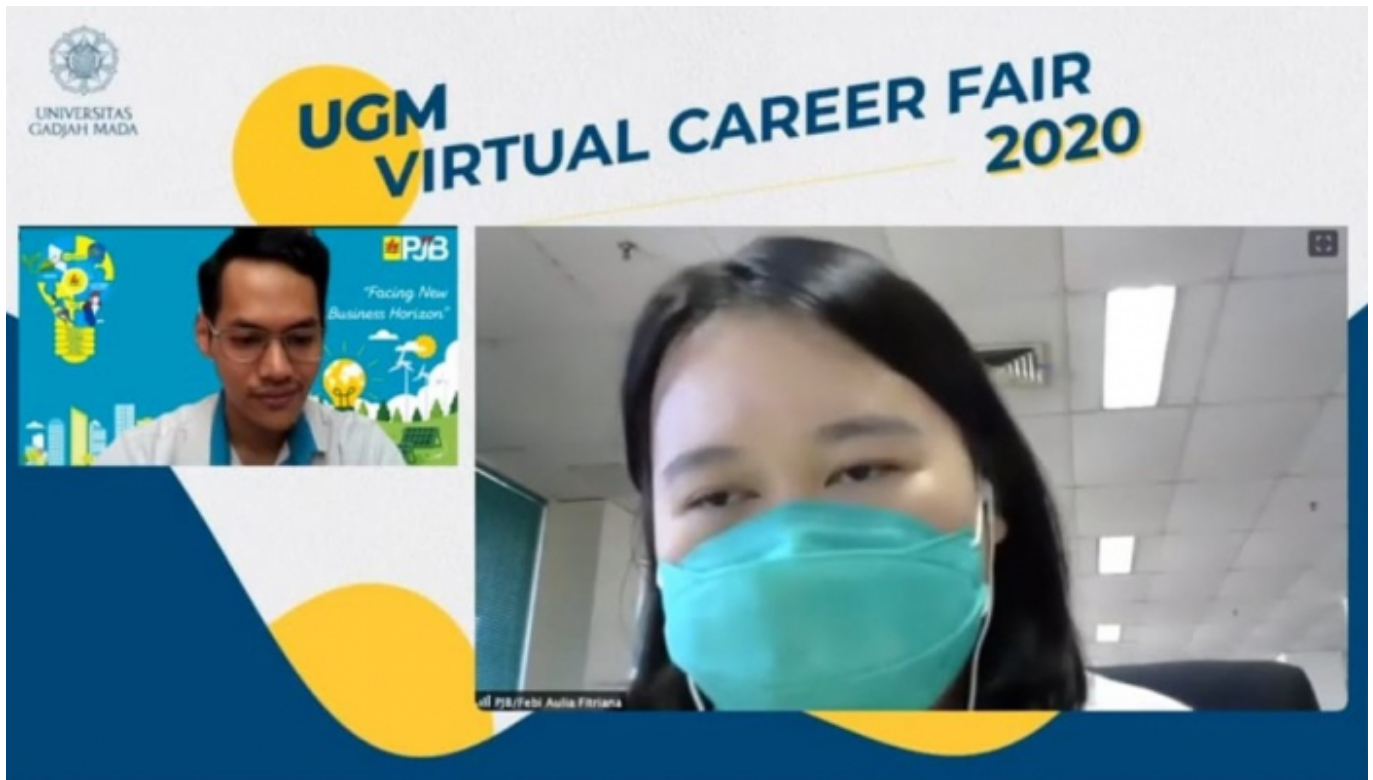 UNIVERSITAS
GADJAH MADA
UGM
VIRTUAL CAREER FAIR
2020
PJB
"Facing New
Business Horizon"
PJB/Febi Aulia Fitriana